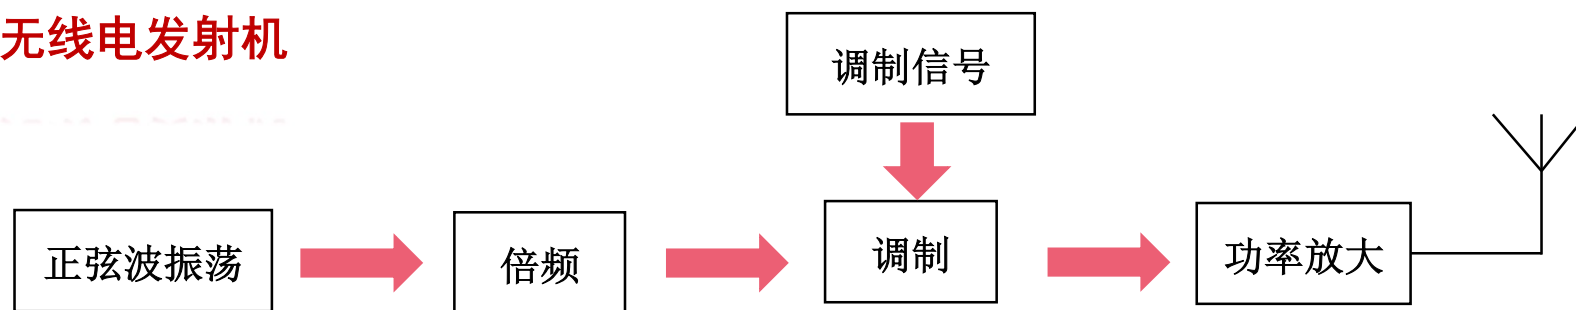 无线电发射机
调制信号
正弦波振荡
倍频
调制
功率放大